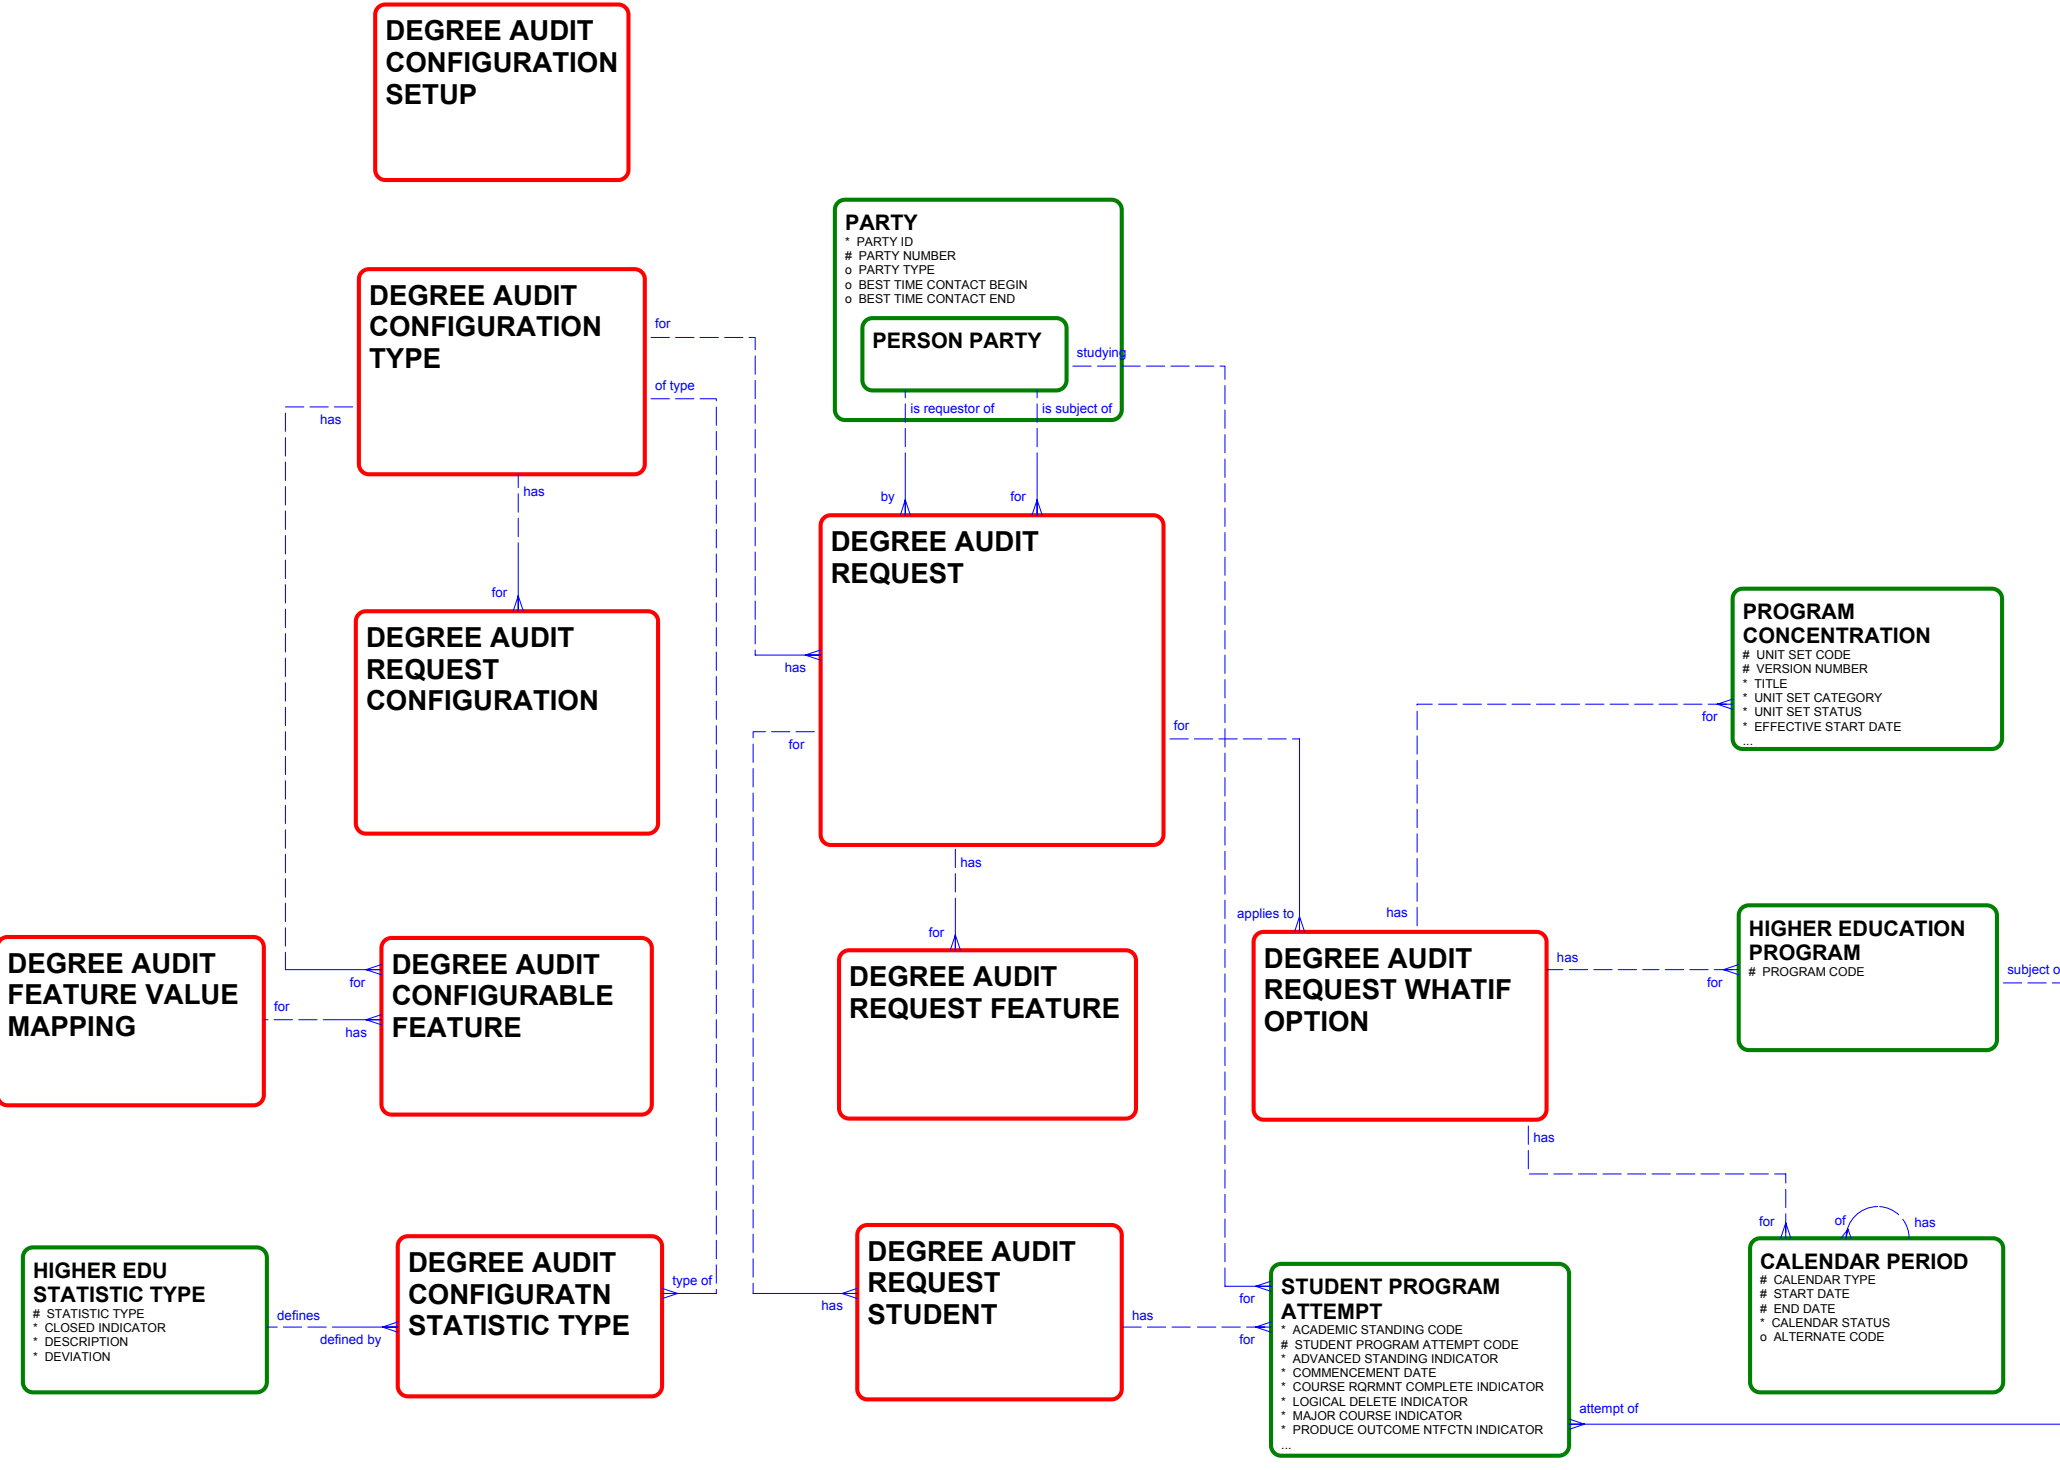 DEGREE AUDIT
CONFIGURATION
SETUP
PARTY
* PARTY ID
# PARTY NUMBER
o PARTY TYPE
o BEST TIME CONTACT BEGIN
o BEST TIME CONTACT END
PERSON PARTY
studying
is requestor of
is subject of
by
for
DEGREE AUDIT
CONFIGURATION
TYPE
for
of type
has
has
for
DEGREE AUDIT
REQUEST
CONFIGURATION
DEGREE AUDIT
REQUEST
has
for
for
has
for
PROGRAM
CONCENTRATION
# UNIT SET CODE
# VERSION NUMBER
* TITLE
* UNIT SET CATEGORY
* UNIT SET STATUS
* EFFECTIVE START DATE
...
for
applies to
has
DEGREE AUDIT
FEATURE VALUE
MAPPING
for
for
has
DEGREE AUDIT
CONFIGURABLE
FEATURE
DEGREE AUDIT
REQUEST FEATURE
DEGREE AUDIT
REQUEST WHATIF
OPTION
has
for
HIGHER EDUCATION
PROGRAM
# PROGRAM CODE
subject o
has
for
of
has
HIGHER EDU
STATISTIC TYPE
# STATISTIC TYPE
* CLOSED INDICATOR
* DESCRIPTION
* DEVIATION
defines
defined by
DEGREE AUDIT
CONFIGURATN
STATISTIC TYPE
type of
has
DEGREE AUDIT
REQUEST
STUDENT
has
for
for
STUDENT PROGRAM
ATTEMPT
* ACADEMIC STANDING CODE
# STUDENT PROGRAM ATTEMPT CODE
* ADVANCED STANDING INDICATOR
* COMMENCEMENT DATE
* COURSE RQRMNT COMPLETE INDICATOR
* LOGICAL DELETE INDICATOR
* MAJOR COURSE INDICATOR
* PRODUCE OUTCOME NTFCTN INDICATOR
...
attempt of
CALENDAR PERIOD
# CALENDAR TYPE
# START DATE
# END DATE
* CALENDAR STATUS
o ALTERNATE CODE